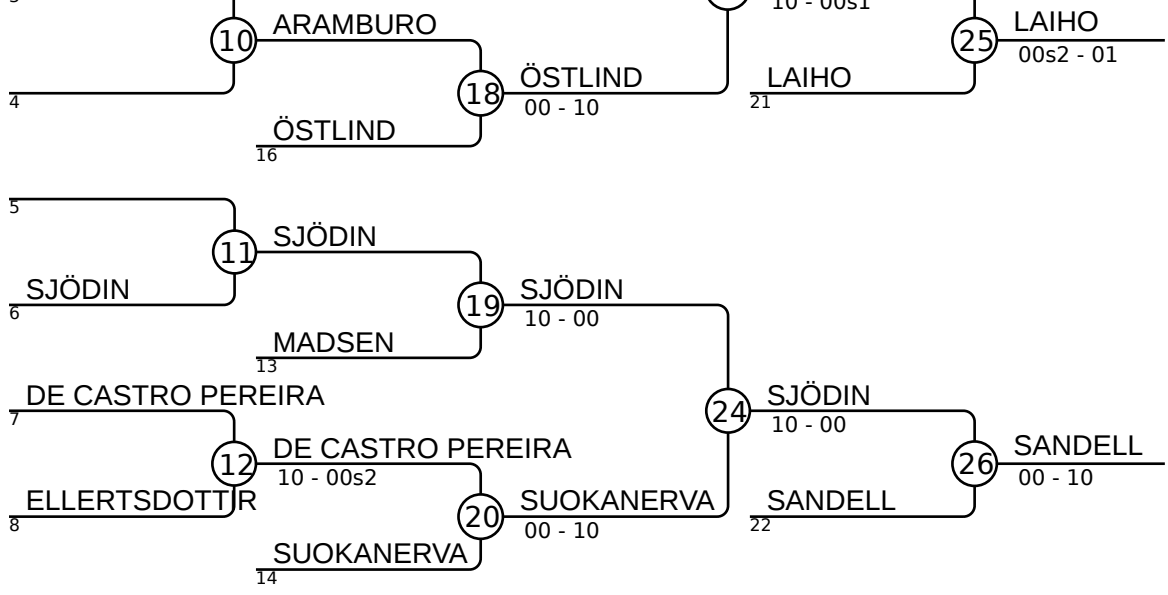 10 - 00s1
10
ARAMBURO
25
LAIHO
00s2 - 01
4
18
ÖSTLIND
00 - 10
LAIHO
21
ÖSTLIND
16
5
11
SJÖDIN
SJÖDIN
6
19
SJÖDIN
10 - 00
MADSEN
13
DE CASTRO PEREIRA
7
24
SJÖDIN
10 - 00
12
DE CASTRO PEREIRA
10 - 00s2
26
SANDELL
00 - 10
ELLERTSDOTTIR
8
20
SUOKANERVA
00 - 10
SANDELL
22
SUOKANERVA
14